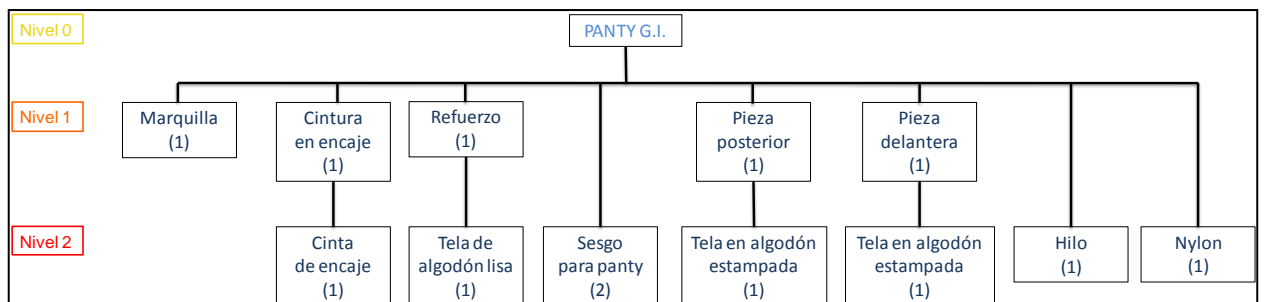 Nivel 0
PANTY G.I.
Nivel 1
Marquilla
(1)
Cintura
en encaje
(1)
Refuerzo
(1)
Pieza
posterior
(1)
Pieza
delantera
(1)
Nivel 2
Cinta
de encaje
(1)
Tela de
algodón lisa
(1)
Sesgo
para panty
(2)
Tela en algodón
estampada
(1)
Tela en algodón
estampada
(1)
Hilo
(1)
Nylon
(1)